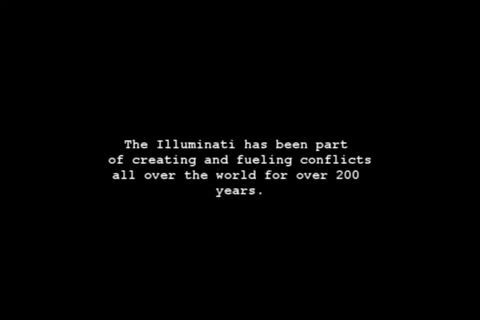 The Illuminati has been part
of creating and fueling conflicts
all over the world for over 200
years.